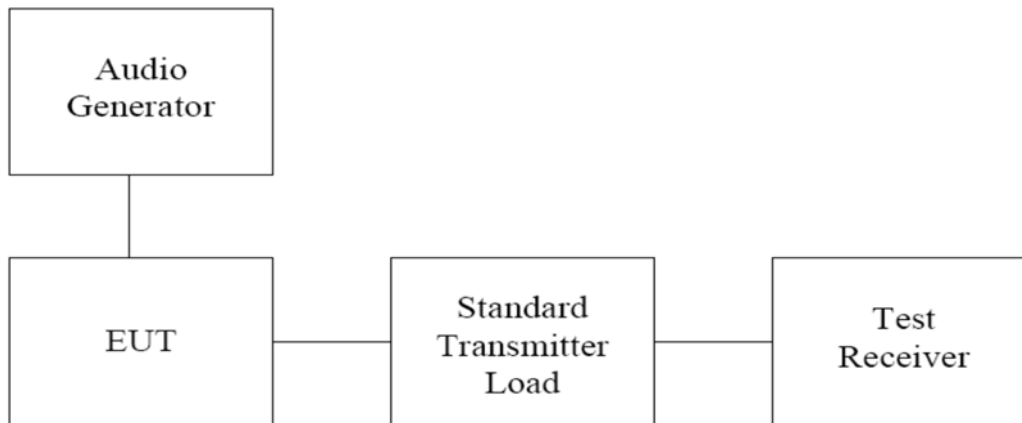 Audio
Generator
EUT
Standard
Transmitter
Load
Test
Receiver